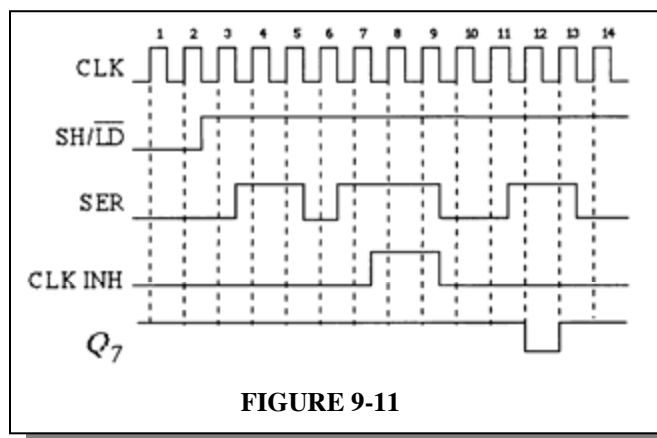 1 2 3 4 5 6 7 8 9 10 11 12 13 14
CLK
SH/L̅D̅
SER
CLK INH
Q₇
FIGURE 9-11